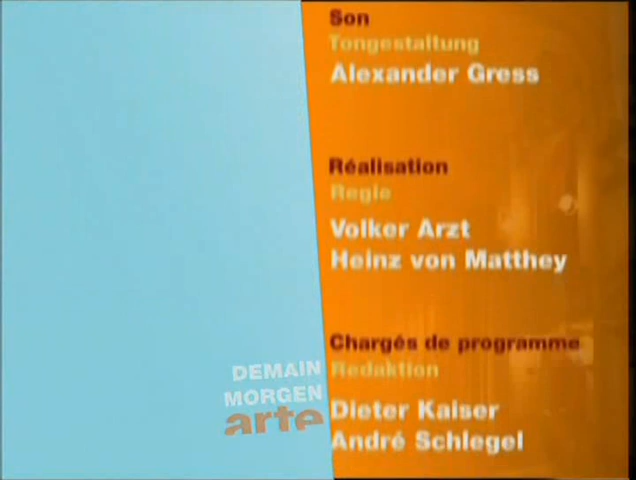 Son
Tongestaltung
Alexander Gress
Réalisation
Regie
Volker Arzt
Heinz von Matthey
Chargés de programme
Redaktion
Dieter Kaiser
André Schlegel
DEMAIN
MORGEN
arte